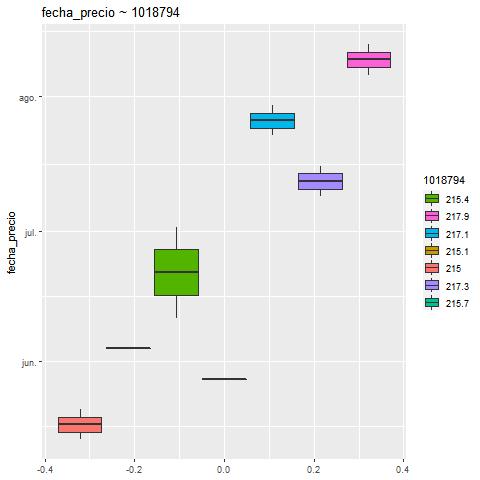 fecha_precio ~ 1018794
fecha_precio
ago.
jul.
jun.
-0.4 -0.2 0.0 0.2 0.4
1018794
215.4
217.9
217.1
215.1
215
217.3
215.7